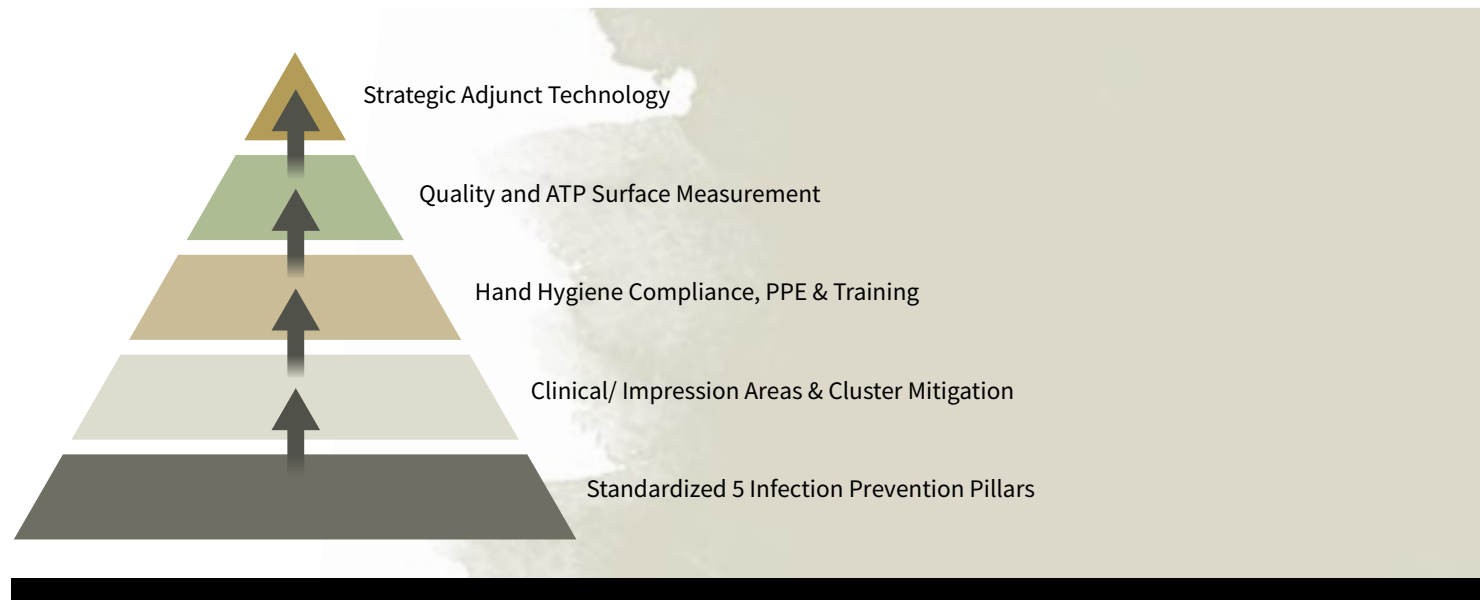 Strategic Adjunct Technology
Quality and ATP Surface Measurement
Hand Hygiene Compliance, PPE & Training
Clinical/ Impression Areas & Cluster Mitigation
Standardized 5 Infection Prevention Pillars